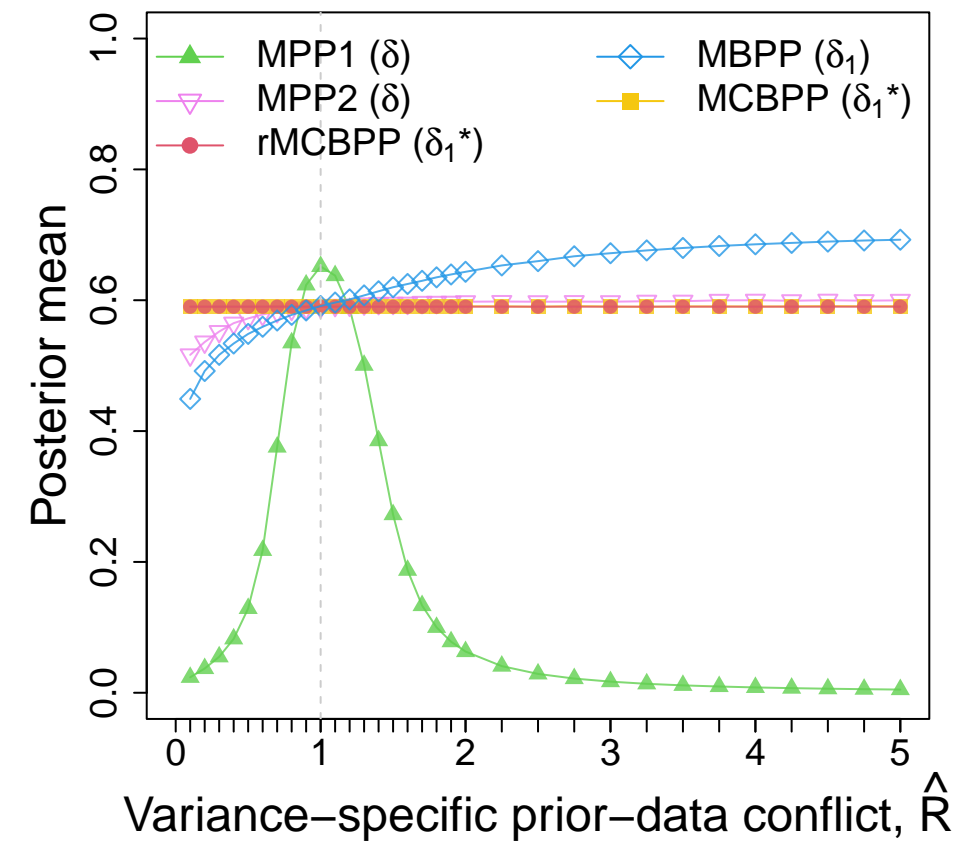 MPP1 (δ)
MPP2 (δ)
rMCBPP (δ₁*)
MBPP (δ₁)
MCBPP (δ₁*)
Posterior mean
1.0
0.8
0.6
0.4
0.2
0.0
0 1 2 3 4 5
Variance−specific prior−data conflict, R̂